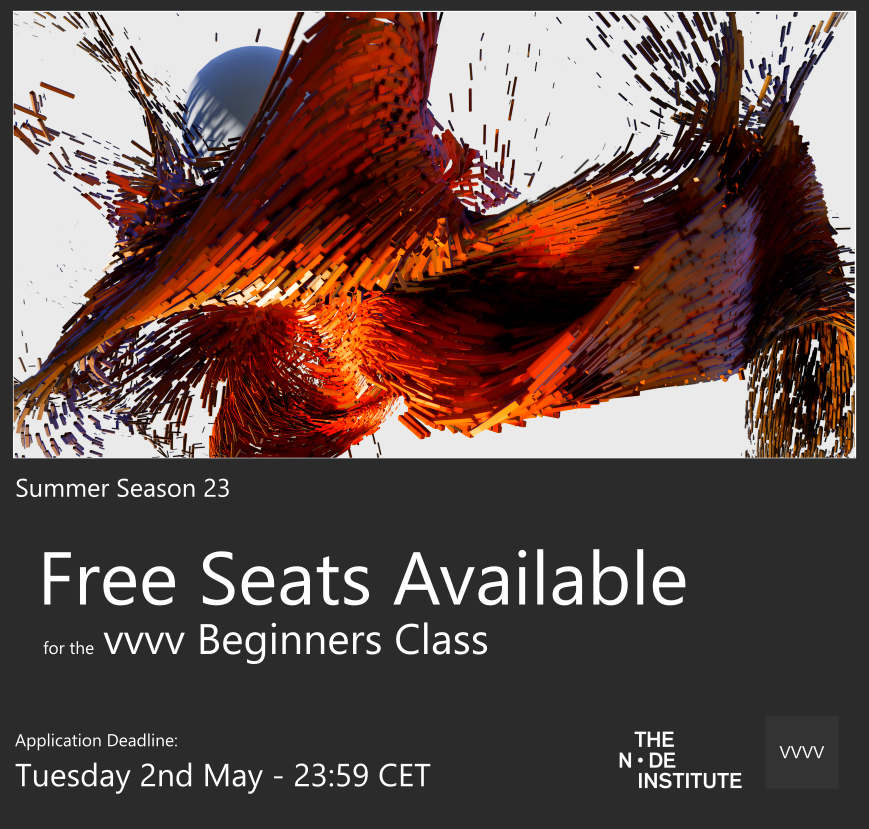 Summer Season 23
Free Seats Available
for the vvvv Beginners Class
Application Deadline:
Tuesday 2nd May - 23:59 CET
THE
N•DE
INSTITUTE
vvvv